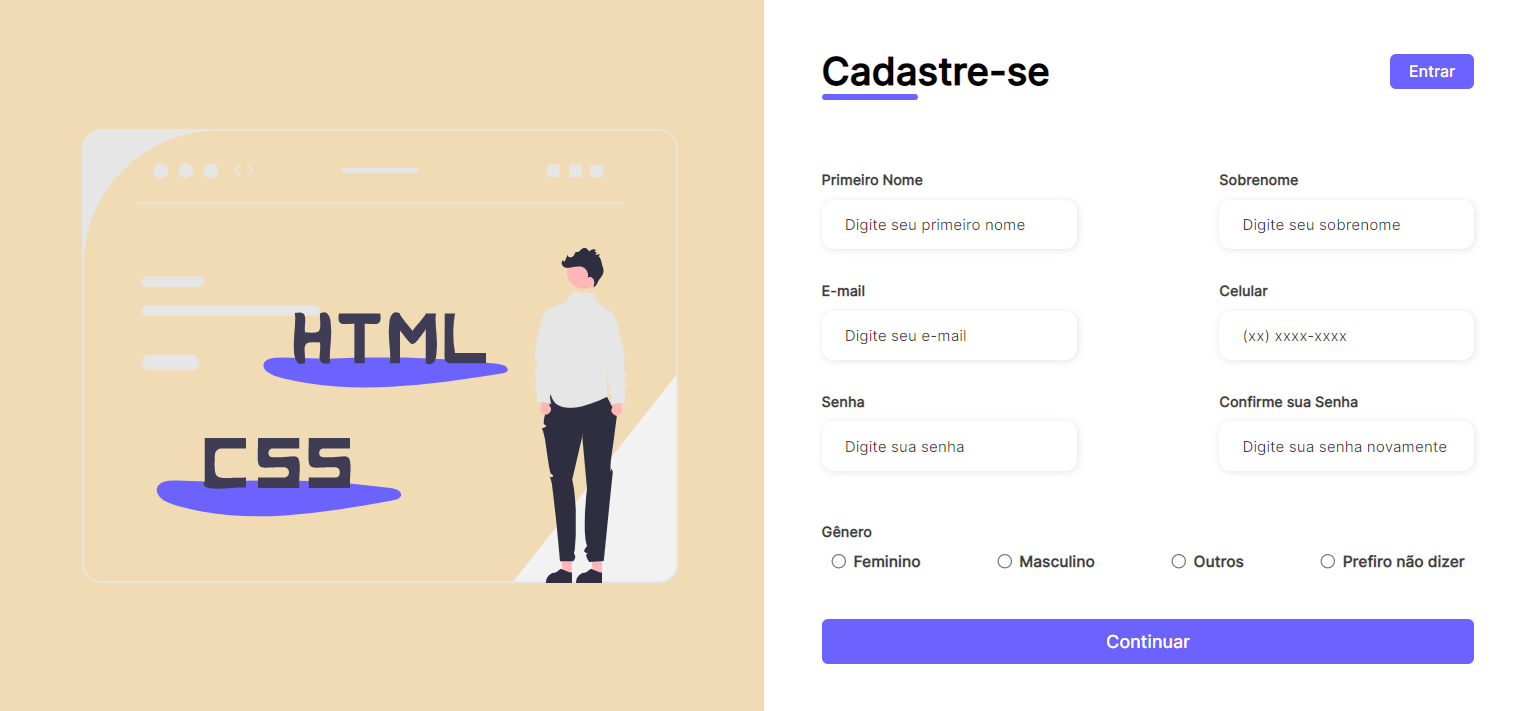 HTML
CSS
Cadastre-se
Entrar
Primeiro Nome
Sobrenome
Digite seu primeiro nome
Digite seu sobrenome
E-mail
Celular
Digite seu e-mail
(xx) xxxx-xxxx
Senha
Confirme sua Senha
Digite sua senha
Digite sua senha novamente
Gênero
Feminino
Masculino
Outros
Prefiro não dizer
Continuar